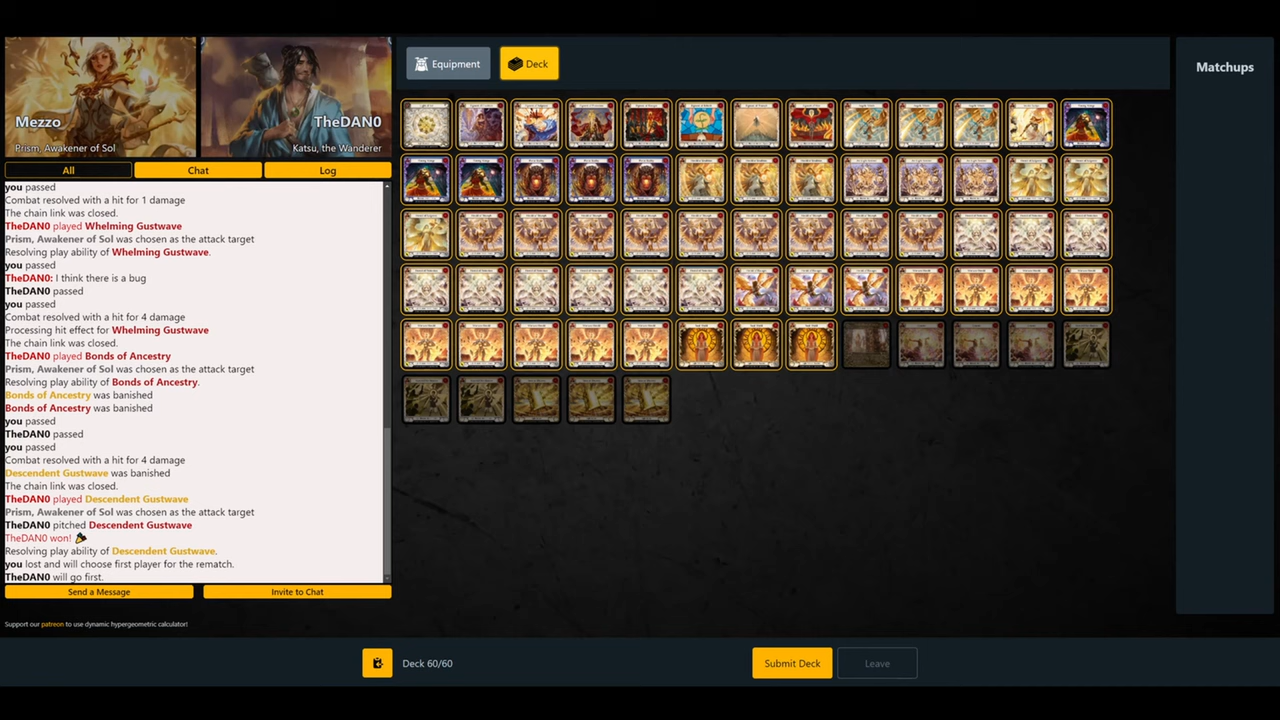 Mezzo
Prism, Awakener of Sol
TheDAN0
Katsu, the Wanderer
All
Chat
Log
you passed
Combat resolved with a hit for 1 damage
The chain link was closed.
TheDAN0 played Whelming Gustwave
Prism, Awakener of Sol was chosen as the attack target
Resolving play ability of Whelming Gustwave.
you passed
TheDAN0: I think there is a bug
TheDAN0 passed
you passed
Combat resolved with a hit for 4 damage
Processing hit effect for Whelming Gustwave
The chain link was closed.
TheDAN0 played Bonds of Ancestry
Prism, Awakener of Sol was chosen as the attack target
Resolving play ability of Bonds of Ancestry.
Bonds of Ancestry was banished
Bonds of Ancestry was banished
you passed
TheDAN0 passed
you passed
Combat resolved with a hit for 4 damage
Descendent Gustwave was banished
The chain link was closed.
TheDAN0 played Descendent Gustwave
Prism, Awakener of Sol was chosen as the attack target
TheDAN0 pitched Descendent Gustwave
TheDAN0 won!
Resolving play ability of Descendent Gustwave.
you lost and will choose first player for the rematch.
TheDAN0 will go first.
Send a Message
Invite to Chat
Support our patreon to use dynamic hypergeometric calculator!
Equipment
Deck
Matchups
Deck 60/60
Submit Deck
Leave